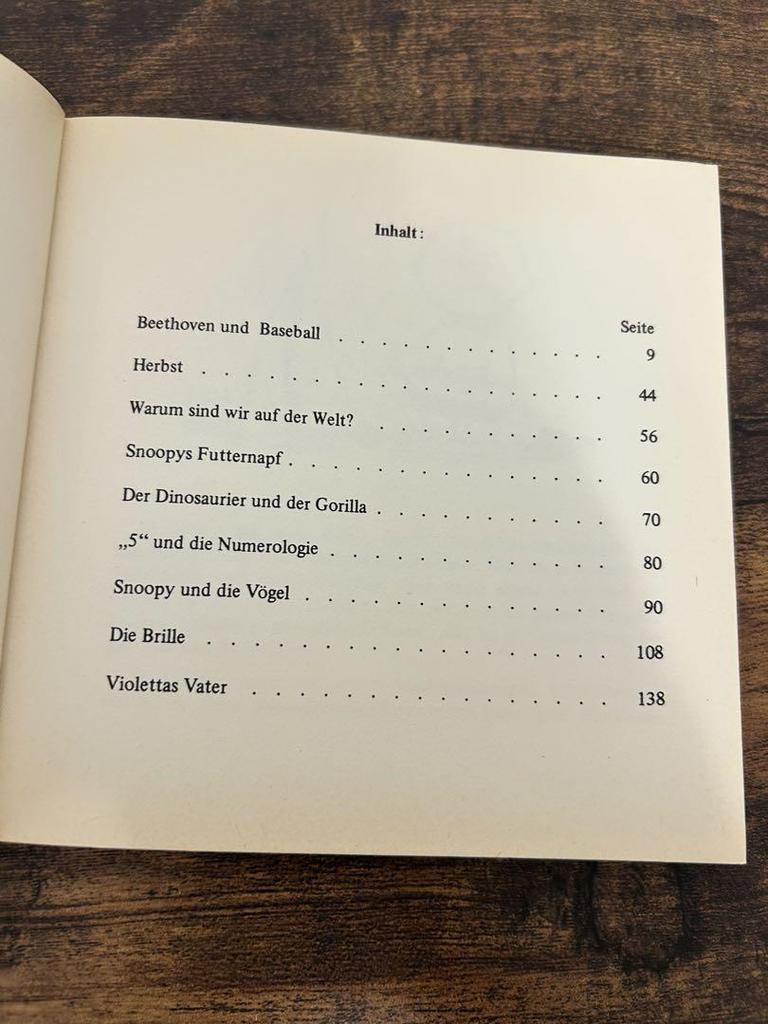 Inhalt:
Seite
Beethoven und Baseball . . . . . . . . . . . . . 9
Herbst . . . . . . . . . . . . . . . . . . 44
Warum sind wir auf der Welt? . . . . . . . . . . . 56
Snoopys Futternapf . . . . . . . . . . . . . . 60
Der Dinosaurier und der Gorilla . . . . . . . . . . . 70
„5“ und die Numerologie . . . . . . . . . . . . . 80
Snoopy und die Vögel . . . . . . . . . . . . . . 90
Die Brille . . . . . . . . . . . . . . . . . . 108
Violettas Vater . . . . . . . . . . . . . . . . 138